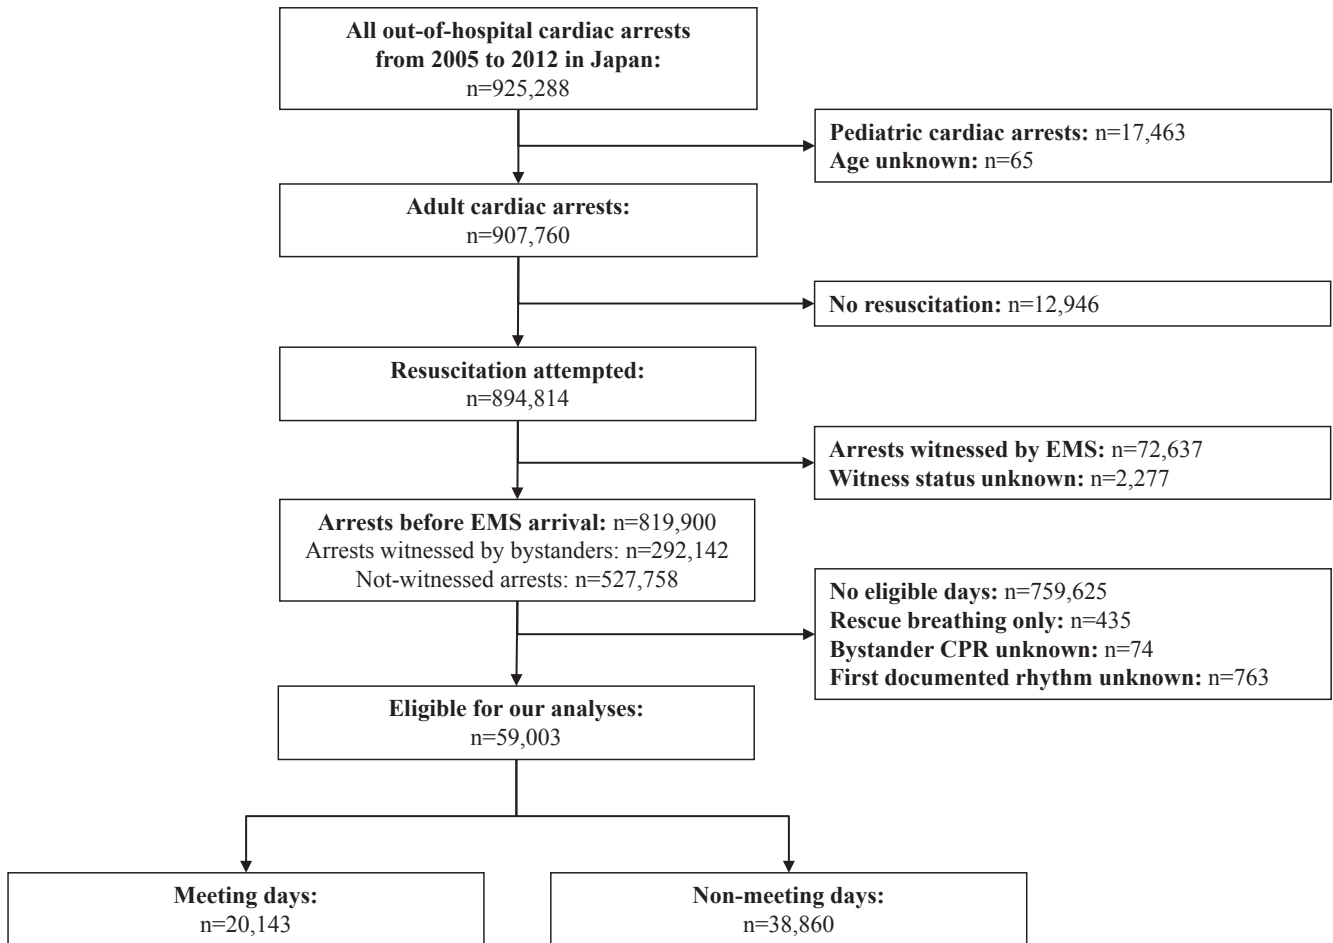 All out-of-hospital cardiac arrests
from 2005 to 2012 in Japan:
n=925,288
Pediatric cardiac arrests: n=17,463
Age unknown: n=65
Adult cardiac arrests:
n=907,760
No resuscitation: n=12,946
Resuscitation attempted:
n=894,814
Arrests witnessed by EMS: n=72,637
Witness status unknown: n=2,277
Arrests before EMS arrival: n=819,900
Arrests witnessed by bystanders: n=292,142
Not-witnessed arrests: n=527,758
No eligible days: n=759,625
Rescue breathing only: n=435
Bystander CPR unknown: n=74
First documented rhythm unknown: n=763
Eligible for our analyses:
n=59,003
Meeting days:
n=20,143
Non-meeting days:
n=38,860